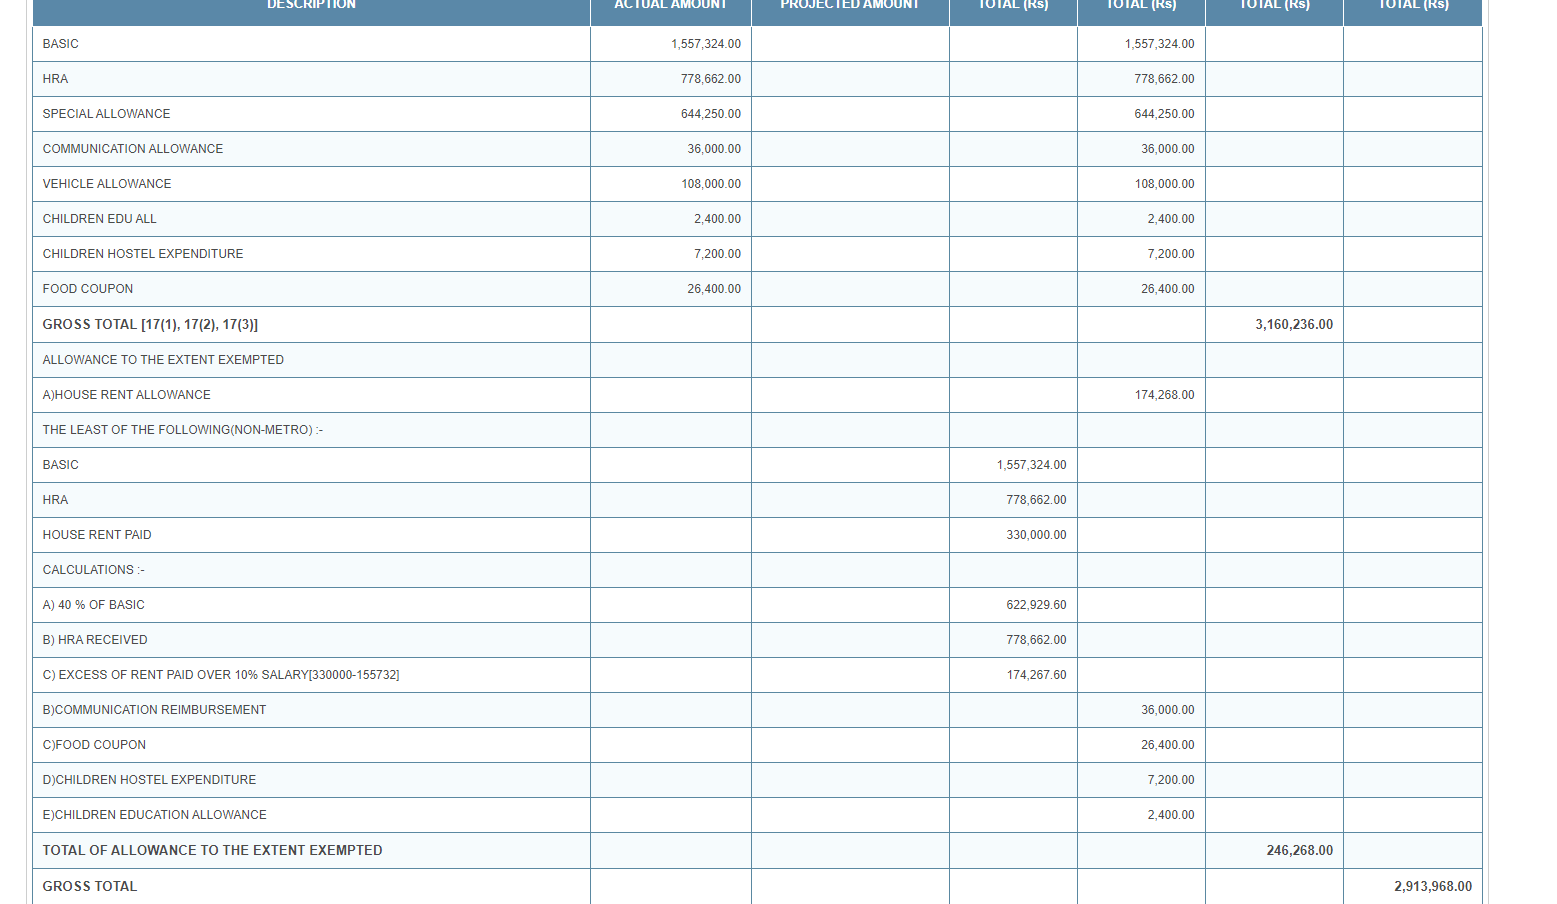 DESCRIPTION ACTUAL AMOUNT PROJECTED AMOUNT TOTAL (Rs) TOTAL (Rs) TOTAL (Rs) TOTAL (Rs)
BASIC 1,557,324.00 1,557,324.00
HRA 778,662.00 778,662.00
SPECIAL ALLOWANCE 644,250.00 644,250.00
COMMUNICATION ALLOWANCE 36,000.00 36,000.00
VEHICLE ALLOWANCE 108,000.00 108,000.00
CHILDREN EDU ALL 2,400.00 2,400.00
CHILDREN HOSTEL EXPENDITURE 7,200.00 7,200.00
FOOD COUPON 26,400.00 26,400.00
GROSS TOTAL [17(1), 17(2), 17(3)] 3,160,236.00
ALLOWANCE TO THE EXTENT EXEMPTED
A)HOUSE RENT ALLOWANCE 174,268.00
THE LEAST OF THE FOLLOWING(NON-METRO) :-
BASIC 1,557,324.00
HRA 778,662.00
HOUSE RENT PAID 330,000.00
CALCULATIONS :-
A) 40 % OF BASIC 622,929.60
B) HRA RECEIVED 778,662.00
C) EXCESS OF RENT PAID OVER 10% SALARY[330000-155732] 174,267.60
B)COMMUNICATION REIMBURSEMENT 36,000.00
C)FOOD COUPON 26,400.00
D)CHILDREN HOSTEL EXPENDITURE 7,200.00
E)CHILDREN EDUCATION ALLOWANCE 2,400.00
TOTAL OF ALLOWANCE TO THE EXTENT EXEMPTED 246,268.00
GROSS TOTAL 2,913,968.00